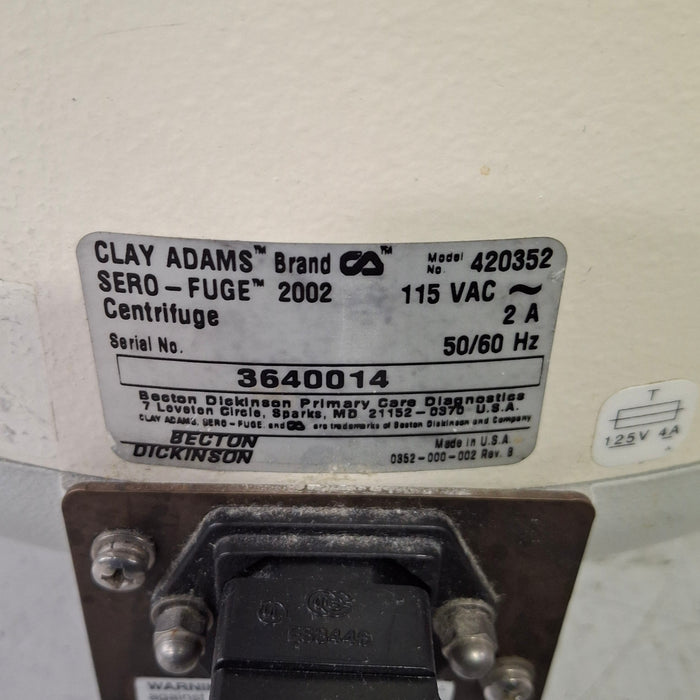 CLAY ADAMS™ Brand CA™ Model No. 420352
SERO-FUGE™ 2002 115 VAC ~
Centrifuge 2 A
Serial No. 50/60 Hz
3640014
Becton Dickinson Primary Care Diagnostics
7 Loveton Circle, Sparks, MD 21152-0370 U.S.A.
CLAY ADAMS, SERO-FUGE, and CA are trademarks of Becton Dickinson and Company
BECTON
DICKINSON
Made in U.S.A.
0352-000-002 Rev. B
T
125V 4A
WARNING
against